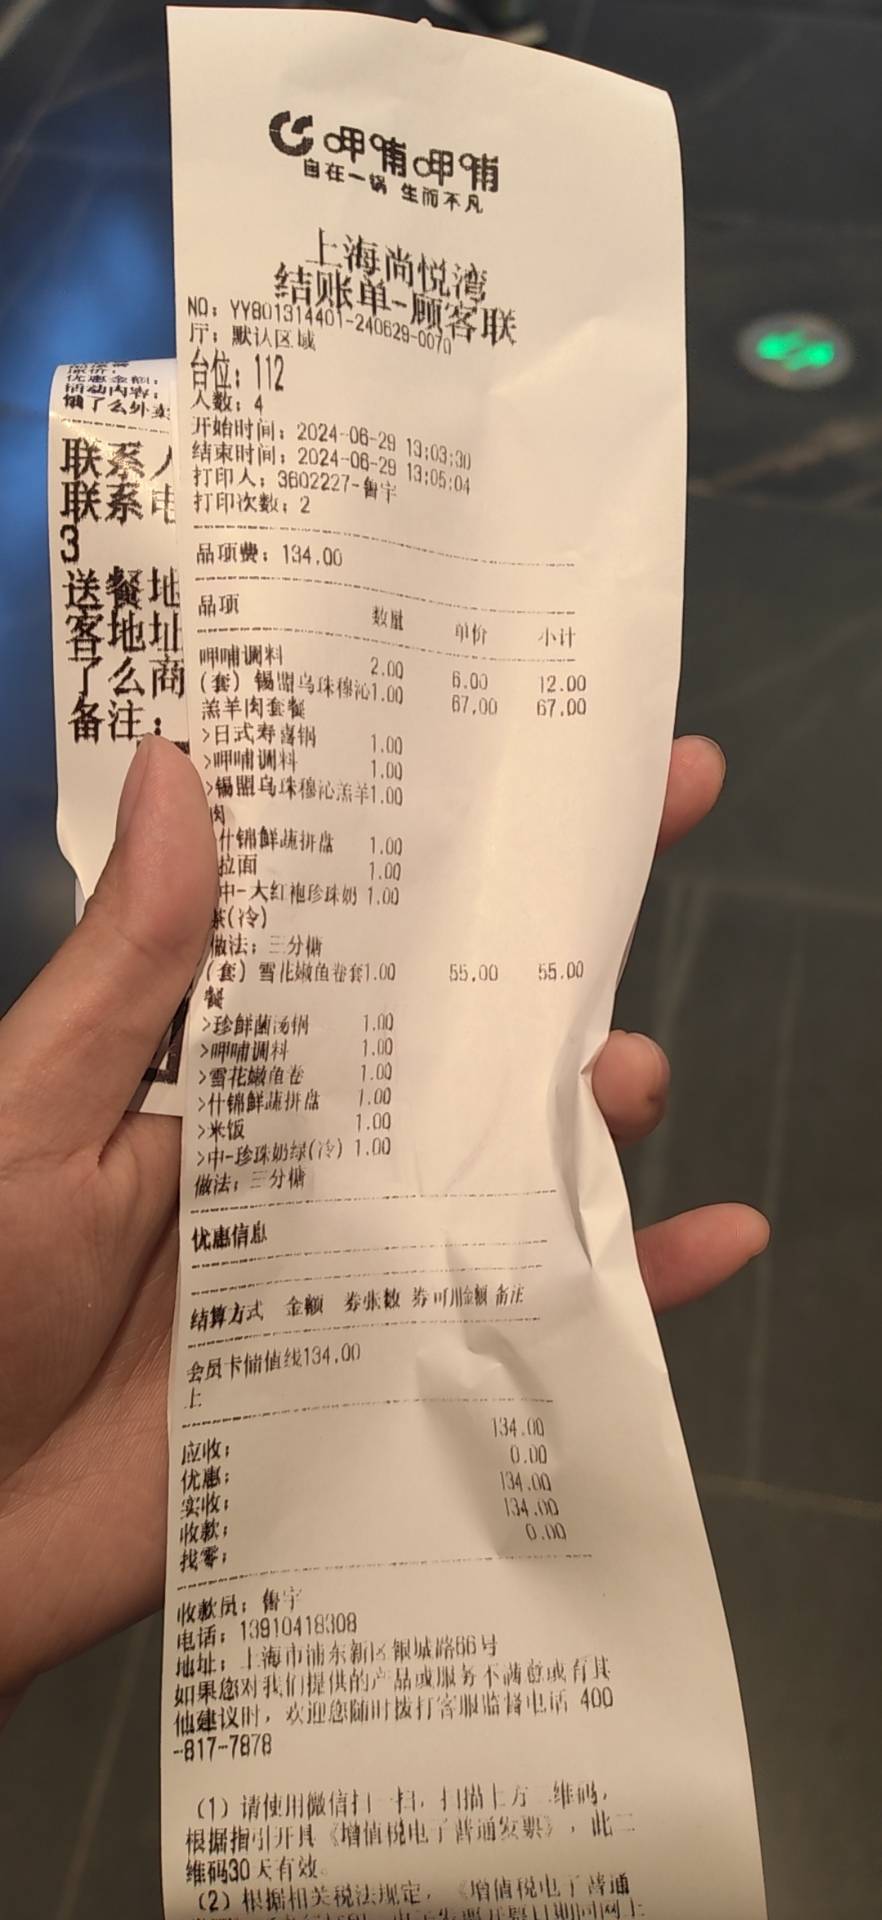 呷哺呷哺
自在一锅 生而不凡
上海尚悦湾
结账单-顾客联
NO: YY801314401-240629-0070
厅: 默认区域
台位: 112
人数: 4
开始时间: 2024-06-29 13:03:30
结束时间: 2024-06-29 13:05:04
打印人: 3602227-鲁宇
打印次数: 2
品项费: 134.00
品项 数量 单价 小计
呷哺调料 2.00 6.00 12.00
(套) 锡盟乌珠穆沁1.00 67.00 67.00
羔羊肉套餐
>日式寿喜锅 1.00
>呷哺调料 1.00
>锡盟乌珠穆沁羔羊1.00
肉
什锦鲜蔬拼盘 1.00
拉面 1.00
中-大红袍珍珠奶 1.00
茶(冷)
做法: 三分糖
(套) 雪花嫩鱼卷套1.00 55.00 55.00
餐
>珍鲜菌汤锅 1.00
>呷哺调料 1.00
>雪花嫩鱼卷 1.00
>什锦鲜蔬拼盘 1.00
>米饭 1.00
>中-珍珠奶绿(冷) 1.00
做法: 三分糖
优惠信息
结算方式 金额 券张数 券可用金额 备注
会员卡储值线134.00
上
应收: 134.00
优惠: 0.00
实收: 134.00
收款: 134.00
找零: 0.00
收款员: 鲁宇
电话: 13910418308
地址: 上海市浦东新区银城路66号
如果您对我们提供的产品或服务不满意或有其
他建议时, 欢迎您随时拨打客服监督电话 400
-817-7878
(1) 请使用微信扫一扫, 扫描上方二维码,
根据指引开具《增值税电子普通发票》, 此二
维码30天有效。
(2) 根据相关税法规定, 《增值税电子普通
优惠金额:
活动内容:
饿了么外卖
联系人
联系电
3
送餐地
客地址
了么商
备注: